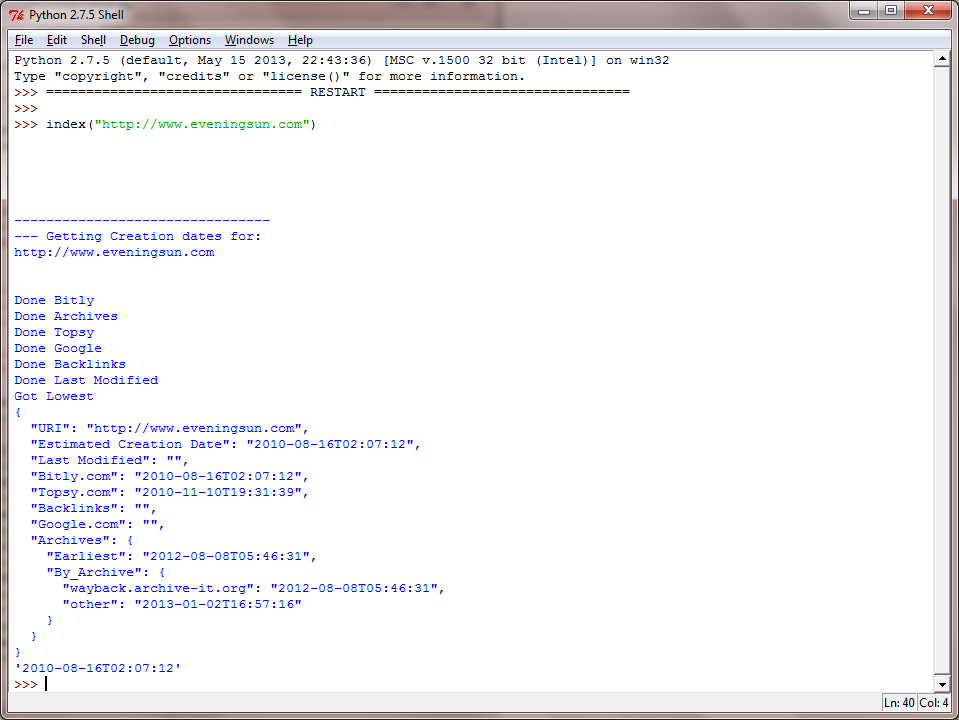 Python 2.7.5 Shell
File Edit Shell Debug Options Windows Help
Python 2.7.5 (default, May 15 2013, 22:43:36) [MSC v.1500 32 bit (Intel)] on win32
Type "copyright", "credits" or "license()" for more information.
>>> ================================ RESTART ================================
>>>
>>> index("http://www.eveningsun.com")
--------------------------------
--- Getting Creation dates for:
http://www.eveningsun.com
Done Bitly
Done Archives
Done Topsy
Done Google
Done Backlinks
Done Last Modified
Got Lowest
{
  "URI": "http://www.eveningsun.com",
  "Estimated Creation Date": "2010-08-16T02:07:12",
  "Last Modified": "",
  "Bitly.com": "2010-08-16T02:07:12",
  "Topsy.com": "2010-11-10T19:31:39",
  "Backlinks": "",
  "Google.com": "",
  "Archives": {
    "Earliest": "2012-08-08T05:46:31",
    "By_Archive": {
      "wayback.archive-it.org": "2012-08-08T05:46:31",
      "other": "2013-01-02T16:57:16"
    }
  }
}
'2010-08-16T02:07:12'
>>>
Ln: 40 Col: 4